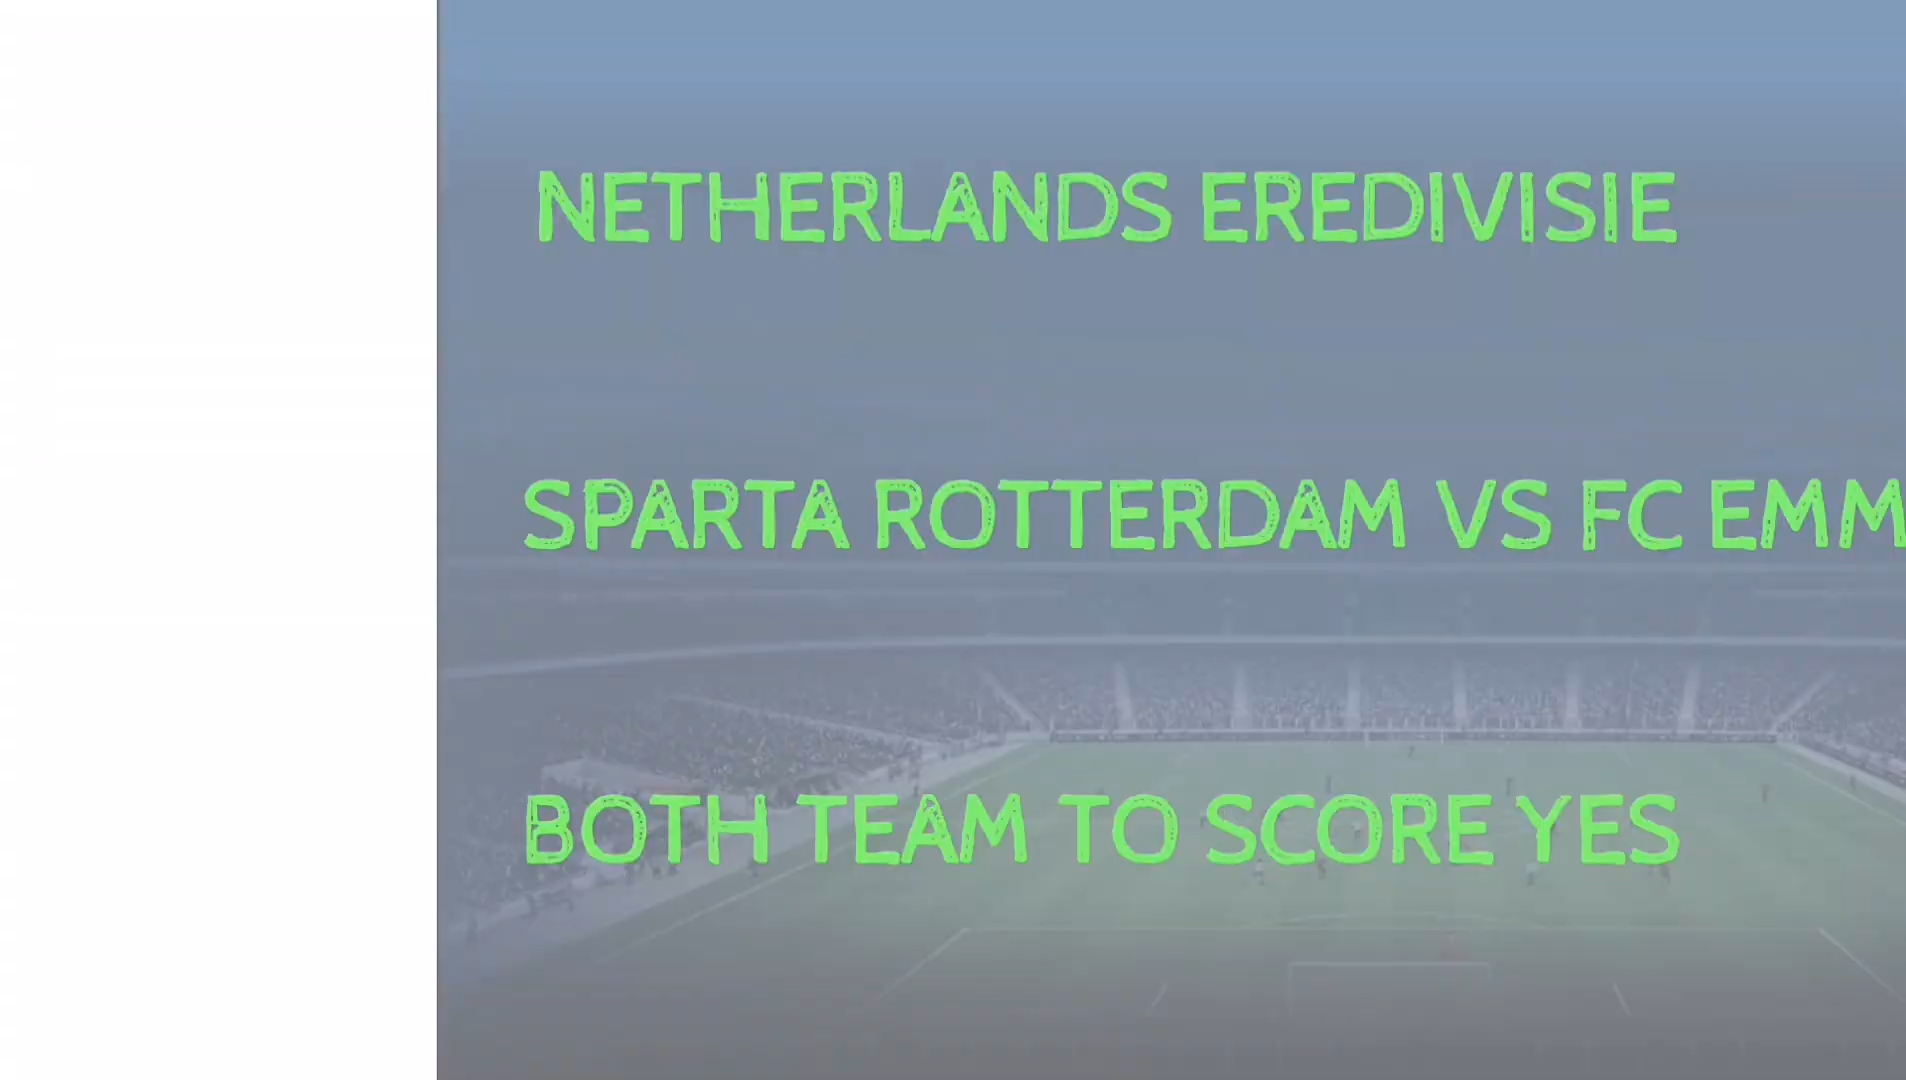 NETHERLANDS EREDIVISIE
SPARTA ROTTERDAM VS FC EMM
BOTH TEAM TO SCORE YES